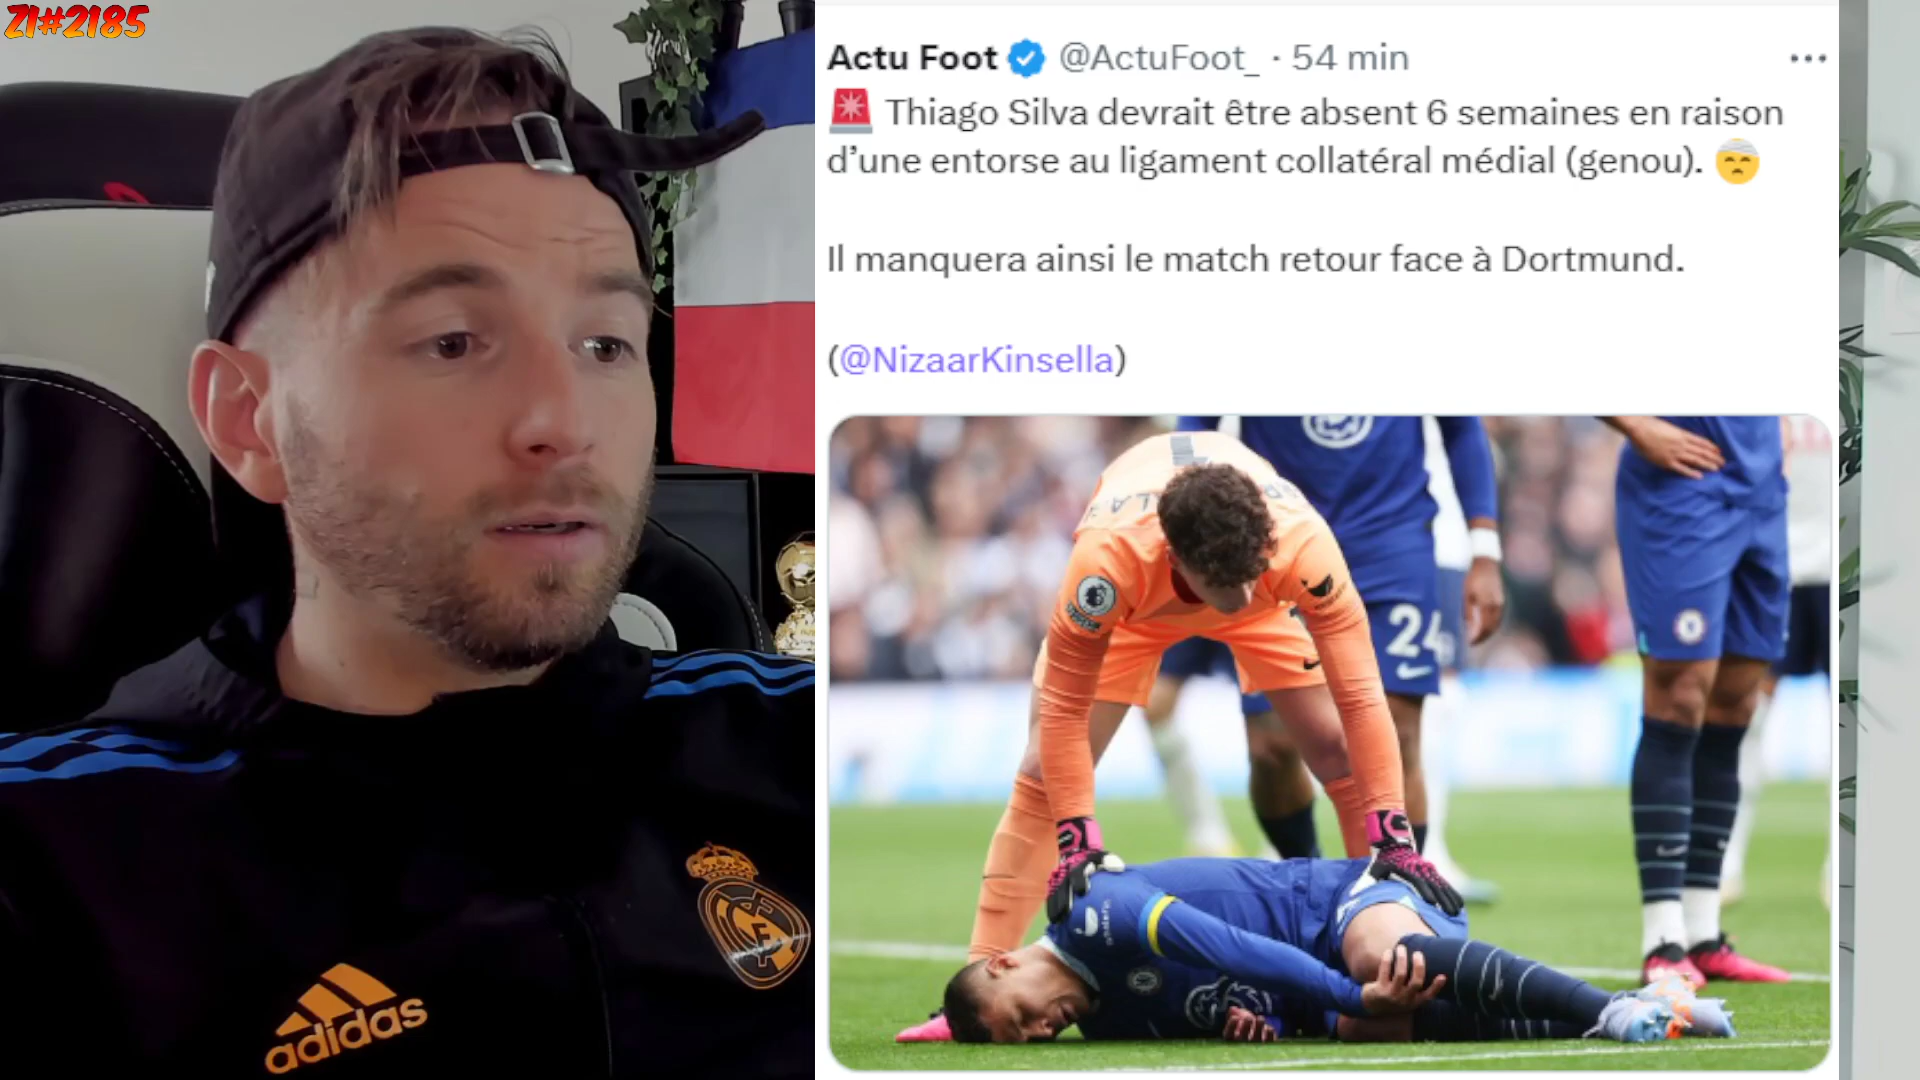 Z1#2185
Actu Foot @ActuFoot_ · 54 min
Thiago Silva devrait être absent 6 semaines en raison
d’une entorse au ligament collatéral médial (genou).
Il manquera ainsi le match retour face à Dortmund.
(@NizaarKinsella)
24
adidas